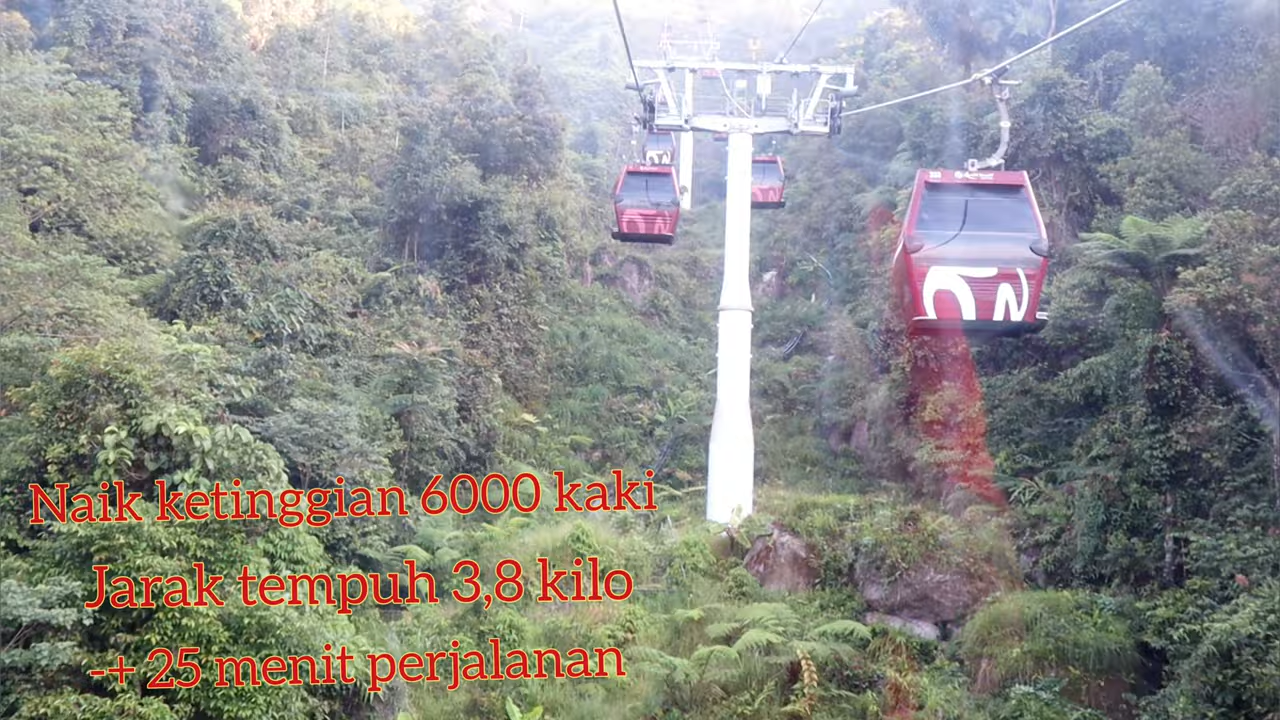 Naik ketinggian 6000 kaki
Jarak tempuh 3,8 kilo
-+ 25 menit perjalanan